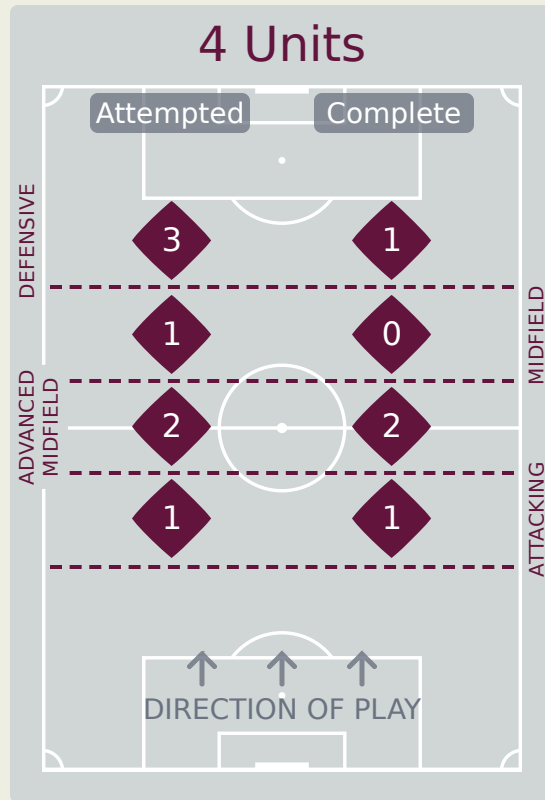 4 Units
Attempted Complete
DEFENSIVE
3 1
MIDFIELD
1 0
ADVANCED
MIDFIELD
2 2
ATTACKING
1 1
DIRECTION OF PLAY